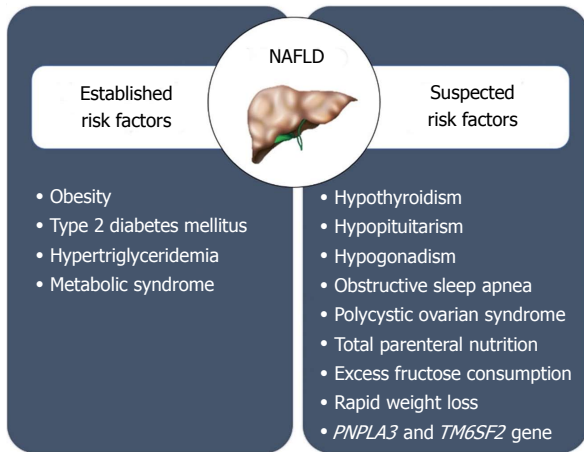 NAFLD
Established
risk factors
• Obesity
• Type 2 diabetes mellitus
• Hypertriglyceridemia
• Metabolic syndrome
Suspected
risk factors
• Hypothyroidism
• Hypopituitarism
• Hypogonadism
• Obstructive sleep apnea
• Polycystic ovarian syndrome
• Total parenteral nutrition
• Excess fructose consumption
• Rapid weight loss
• PNPLA3 and TM6SF2 gene